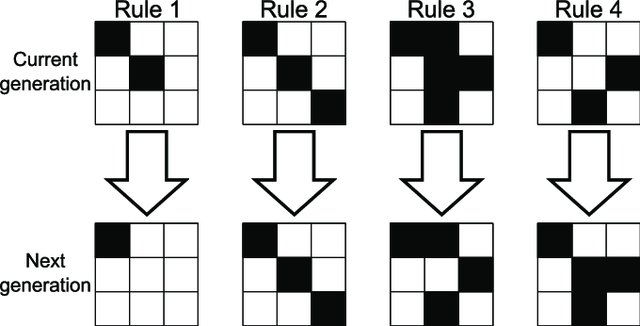 Rule 1
Rule 2
Rule 3
Rule 4
Current
generation
Next
generation